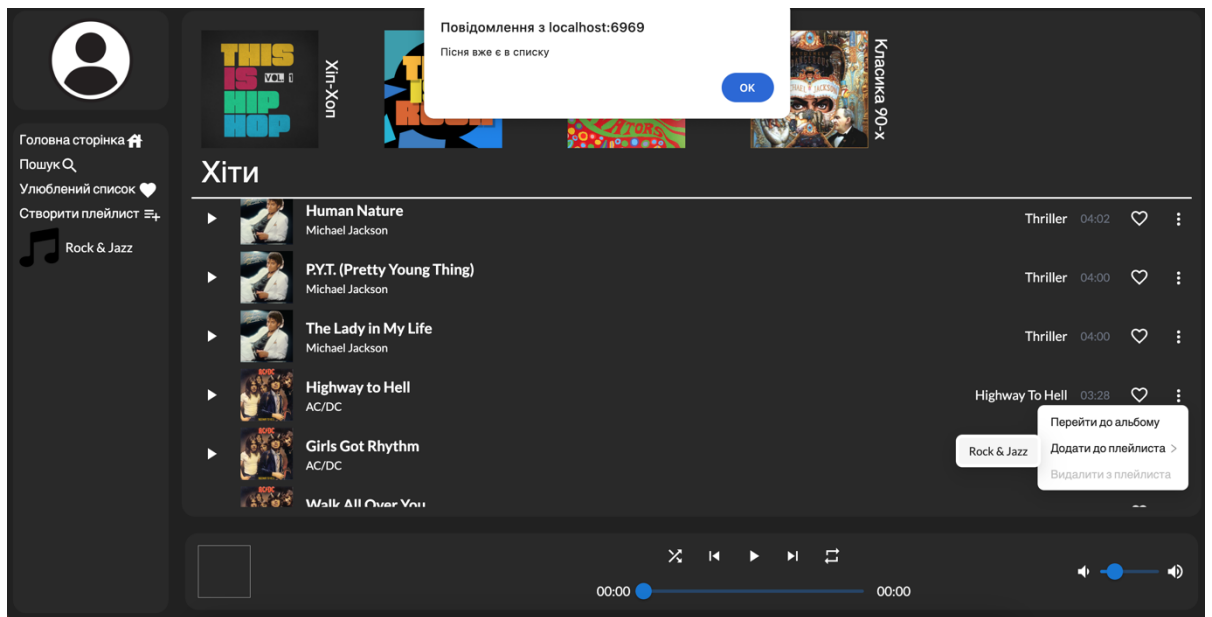 Повідомлення з localhost:6969
Пісня вже є в списку
OK
THIS
IS VOL 1
HIP
HOP
Хіп-Хоп
Класика 90-х
Головна сторінка
Пошук
Улюблений список
Створити плейлист
Rock & Jazz
Хіти
Human Nature
Michael Jackson
Thriller 04:02
P.Y.T. (Pretty Young Thing)
Michael Jackson
Thriller 04:00
The Lady in My Life
Michael Jackson
Thriller 04:00
Highway to Hell
AC/DC
Highway To Hell 03:28
Перейти до альбому
Rock & Jazz
Додати до плейлиста
Видалити з плейлиста
Girls Got Rhythm
AC/DC
Walk All Over You
00:00
00:00